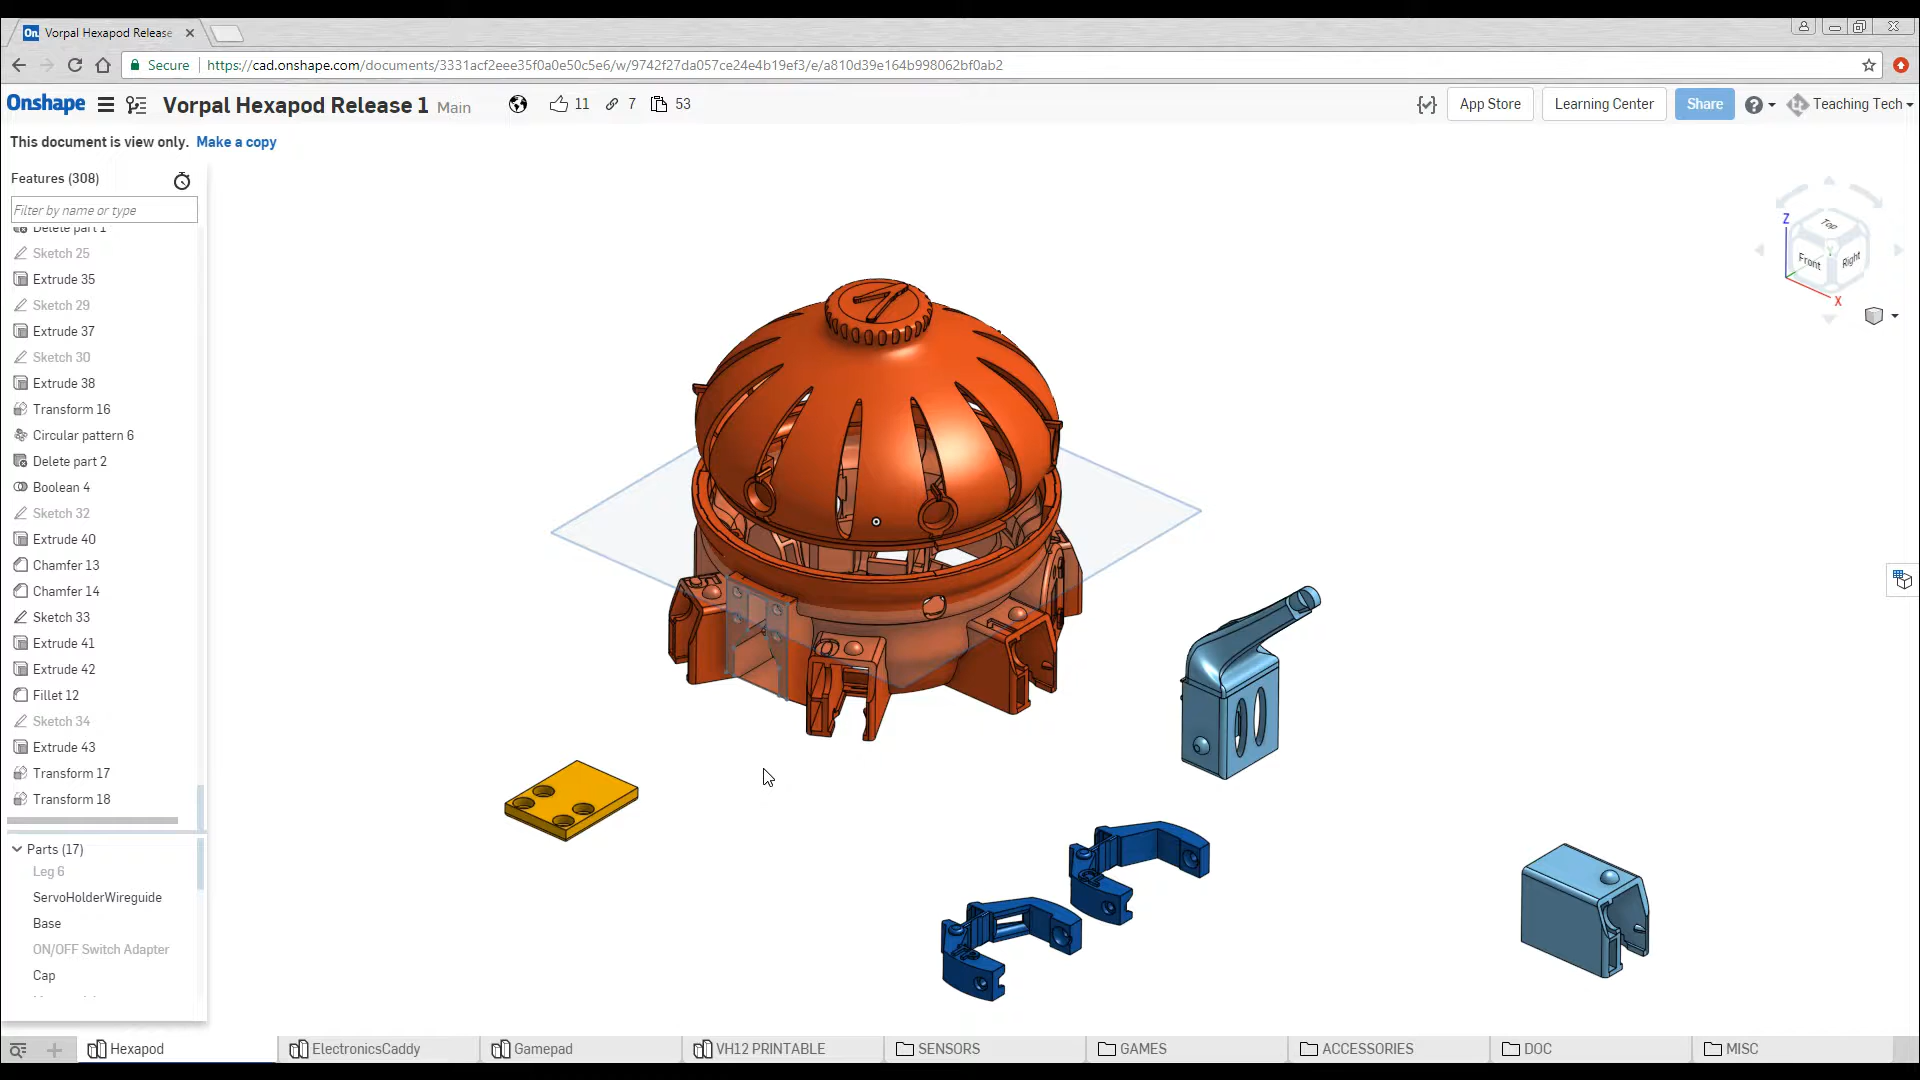 On. Vorpal Hexapod Release
Secure https://cad.onshape.com/documents/3331acf2eee35f0a0e50c5e6/w/9742f27da057ce24e4b19ef3/e/a810d39e164b998062bf0ab2
Onshape Vorpal Hexapod Release 1 Main 11 7 53 App Store Learning Center Share ? Teaching Tech
This document is view only. Make a copy
Features (308)
Filter by name or type
Delete part 1
Sketch 25
Extrude 35
Sketch 29
Extrude 37
Sketch 30
Extrude 38
Transform 16
Circular pattern 6
Delete part 2
Boolean 4
Sketch 32
Extrude 40
Chamfer 13
Chamfer 14
Sketch 33
Extrude 41
Extrude 42
Fillet 12
Sketch 34
Extrude 43
Transform 17
Transform 18
Parts (17)
Leg 6
ServoHolderWireguide
Base
ON/OFF Switch Adapter
Cap
Z
Top
Front
Right
X
Hexapod ElectronicsCaddy Gamepad VH12 PRINTABLE SENSORS GAMES ACCESSORIES DOC MISC